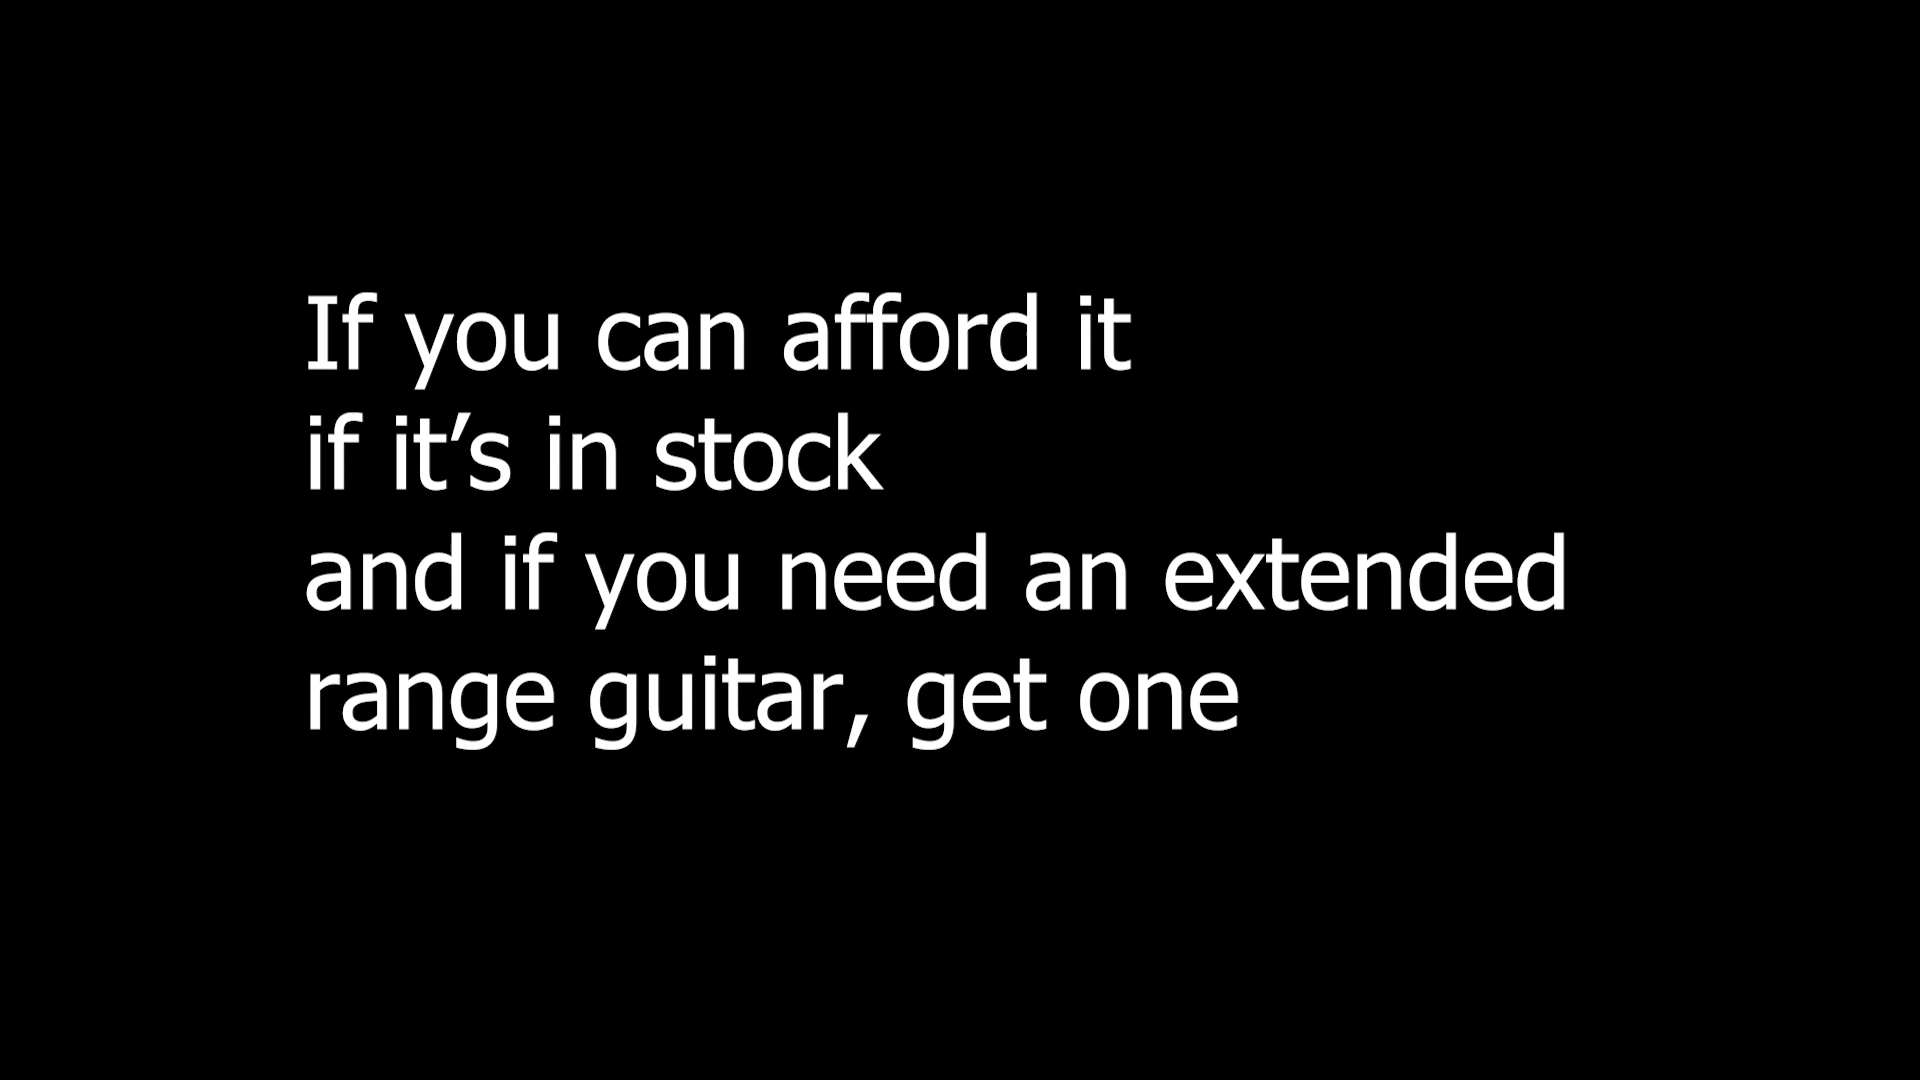 If you can afford it
if it’s in stock
and if you need an extended
range guitar, get one